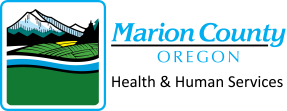 Marion County
OREGON
Health & Human Services